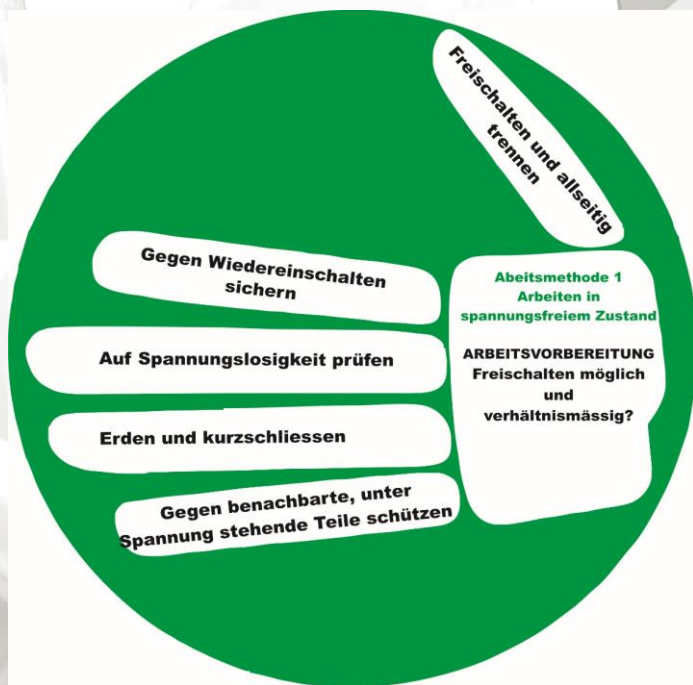 Freischalten und allseitig
trennen
Gegen Wiedereinschalten
sichern
Auf Spannungslosigkeit prüfen
Erden und kurzschliessen
Gegen benachbarte, unter
Spannung stehende Teile schützen
Abeitsmethode 1
Arbeiten in
spannungsfreiem Zustand
ARBEITSVORBEREITUNG
Freischalten möglich
und
verhältnismässig?